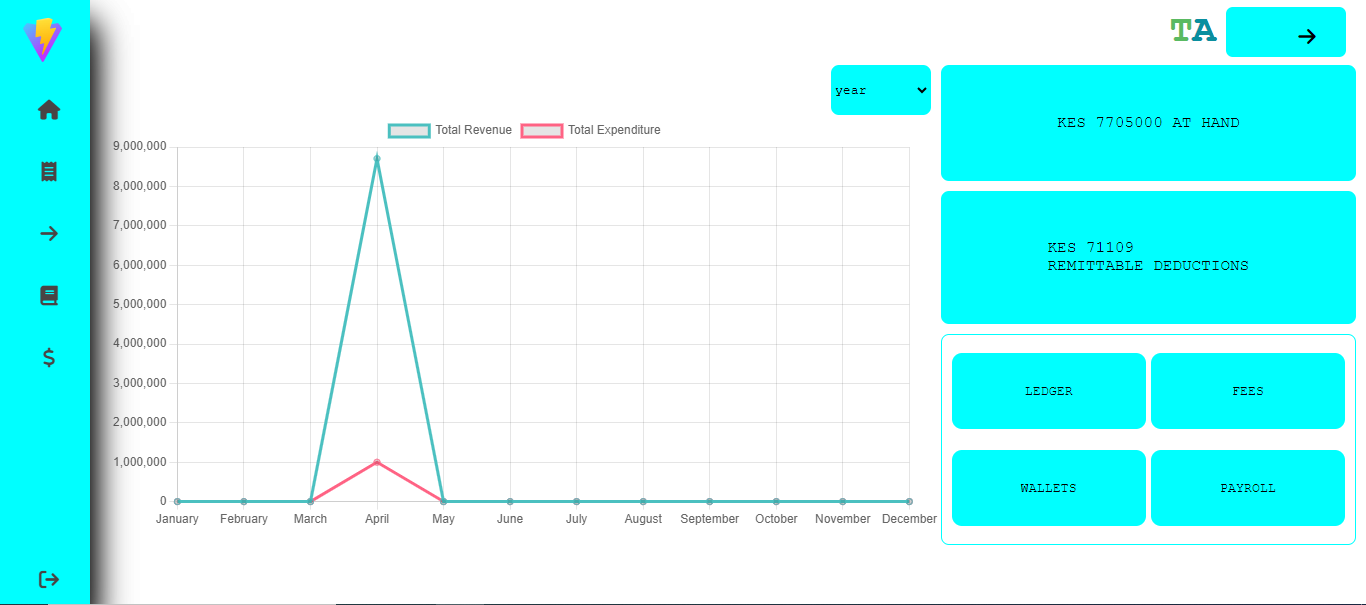 TA
year
KES 7705000 AT HAND
Total Revenue Total Expenditure
9,000,000
8,000,000
7,000,000
6,000,000
5,000,000
4,000,000
3,000,000
2,000,000
1,000,000
0
January February March April May June July August September October November December
KES 71109
REMITTABLE DEDUCTIONS
LEDGER FEES
WALLETS PAYROLL